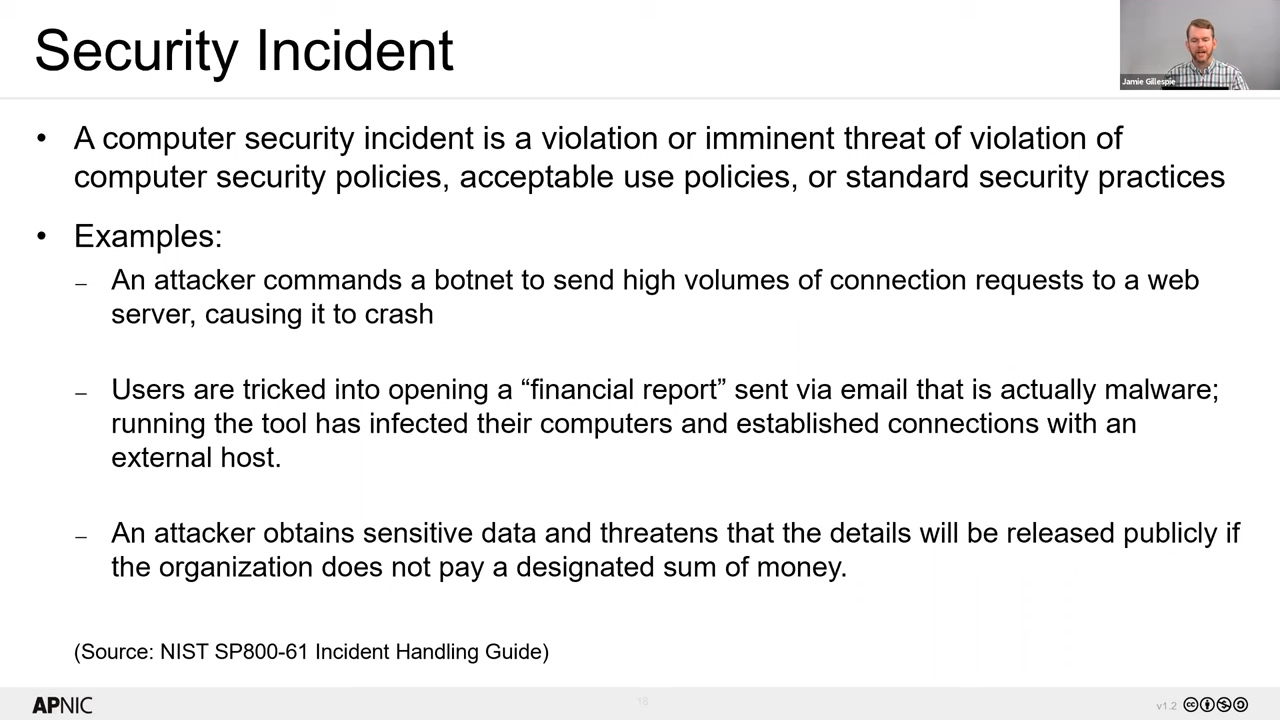 Security Incident
Jamie Gillespie
• A computer security incident is a violation or imminent threat of violation of
computer security policies, acceptable use policies, or standard security practices
• Examples:
– An attacker commands a botnet to send high volumes of connection requests to a web
server, causing it to crash
– Users are tricked into opening a “financial report” sent via email that is actually malware;
running the tool has infected their computers and established connections with an
external host.
– An attacker obtains sensitive data and threatens that the details will be released publicly if
the organization does not pay a designated sum of money.
(Source: NIST SP800-61 Incident Handling Guide)
APNIC
16
v1.2